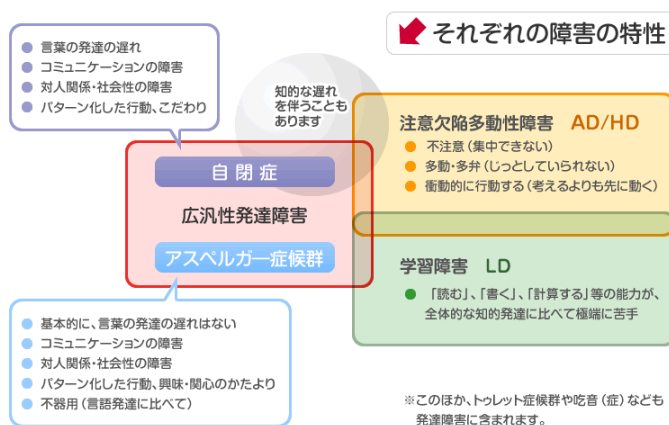 それぞれの障害の特性
● 言葉の発達の遅れ
● コミュニケーションの障害
● 対人関係・社会性の障害
● パターン化した行動、こだわり
知的な遅れ
を伴うことも
あります
自閉症
広汎性発達障害
アスペルガー症候群
● 基本的に、言葉の発達の遅れはない
● コミュニケーションの障害
● 対人関係・社会性の障害
● パターン化した行動、興味・関心のかたより
● 不器用(言語発達に比べて)
注意欠陥多動性障害 AD/HD
● 不注意(集中できない)
● 多動・多弁(じっとしていられない)
● 衝動的に行動する(考えるよりも先に動く)
学習障害 LD
● 「読む」、「書く」、「計算する」等の能力が、
全体的な知的発達に比べて極端に苦手
※このほか、トゥレット症候群や吃音(症)なども
発達障害に含まれます。